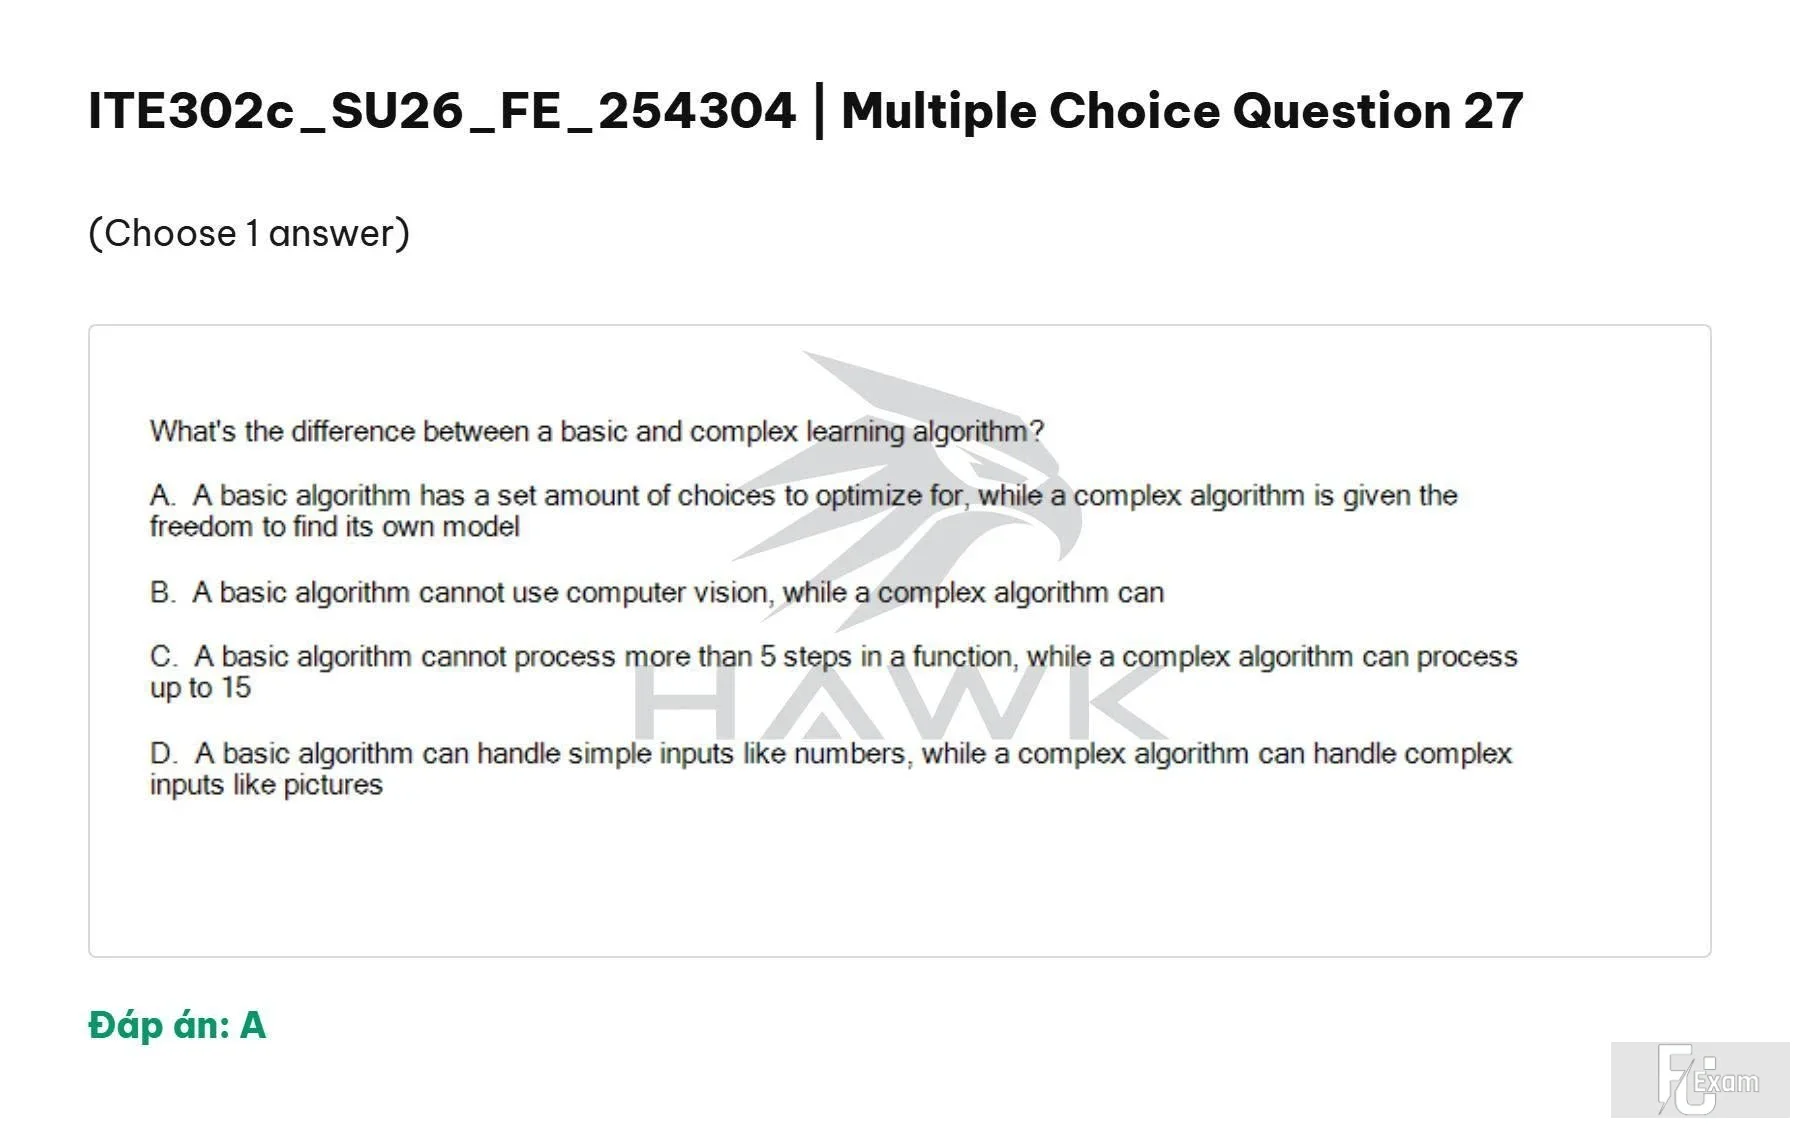 ITE302c_SU26_FE_254304 | Multiple Choice Question 27
(Choose 1 answer)
What's the difference between a basic and complex learning algorithm?
A. A basic algorithm has a set amount of choices to optimize for, while a complex algorithm is given the
freedom to find its own model
B. A basic algorithm cannot use computer vision, while a complex algorithm can
C. A basic algorithm cannot process more than 5 steps in a function, while a complex algorithm can process
up to 15
HAWK
D. A basic algorithm can handle simple inputs like numbers, while a complex algorithm can handle complex
inputs like pictures
Đáp án: A
FU Exam